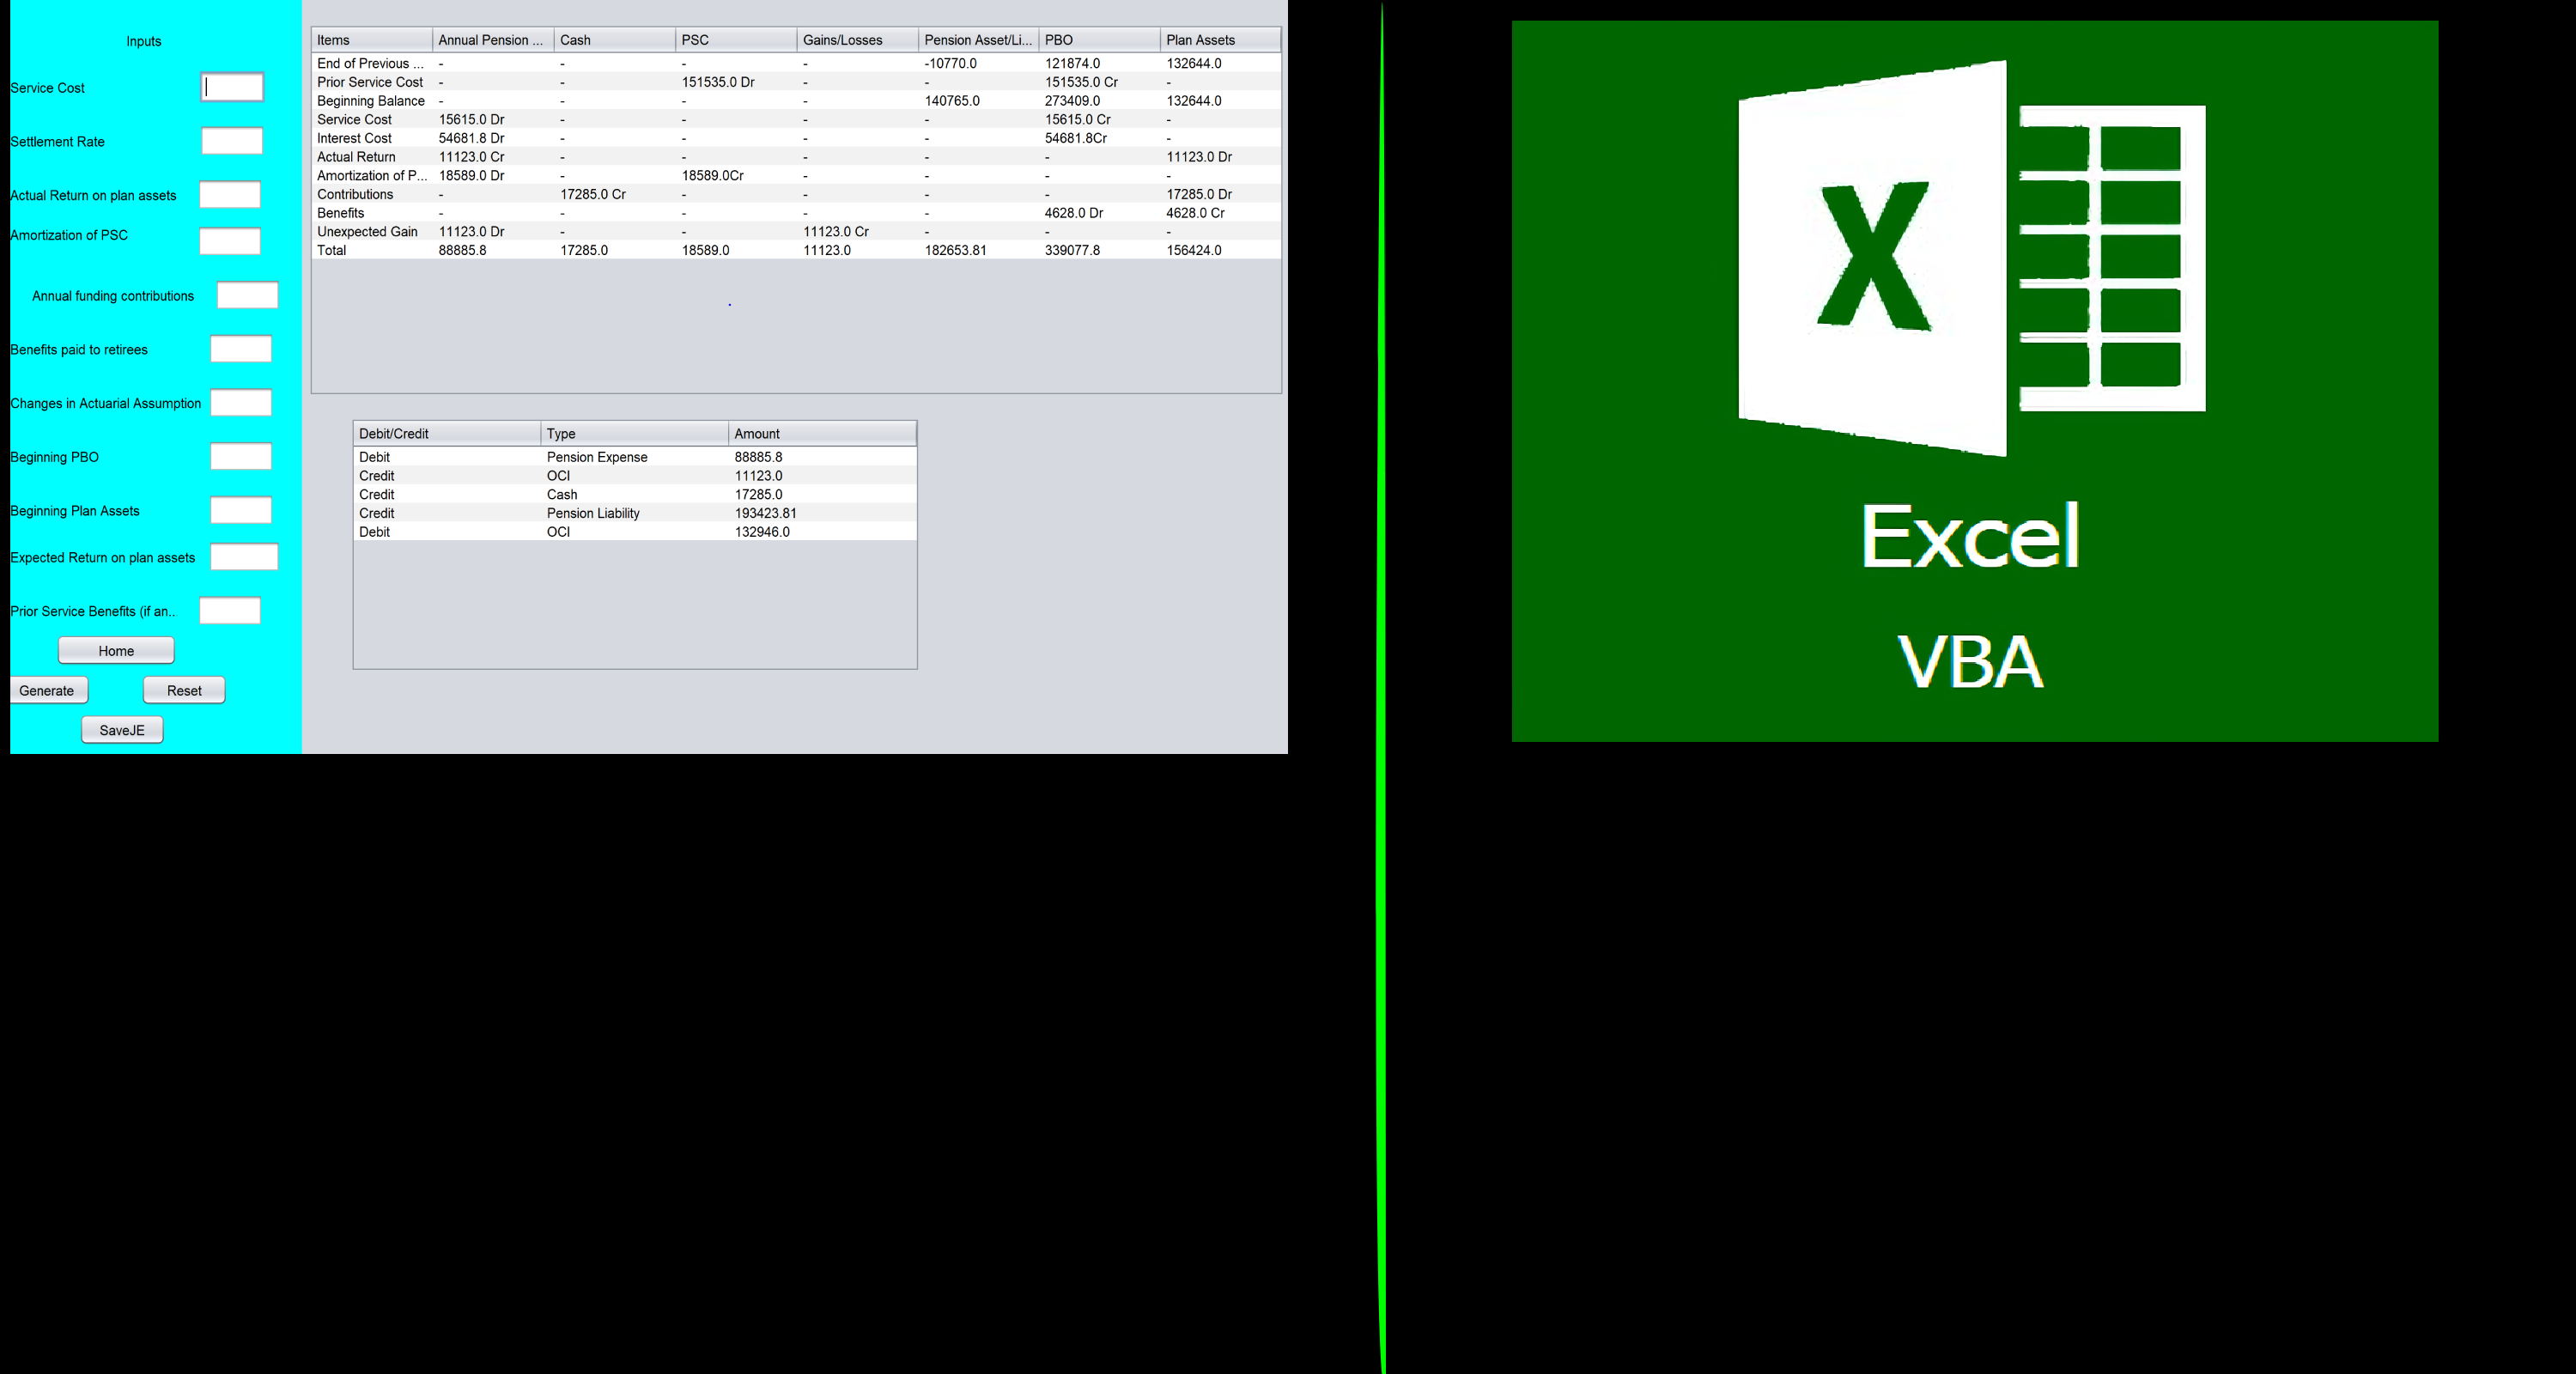 Inputs
Service Cost
Settlement Rate
Actual Return on plan assets
Amortization of PSC
Annual funding contributions
Benefits paid to retirees
Changes in Actuarial Assumption
Beginning PBO
Beginning Plan Assets
Expected Return on plan assets
Prior Service Benefits (if an...
Home
Generate Reset
SaveJE
Items Annual Pension ... Cash PSC Gains/Losses Pension Asset/Li... PBO Plan Assets
End of Previous ... - - - - -10770.0 121874.0 132644.0
Prior Service Cost - - 151535.0 Dr - - 151535.0 Cr -
Beginning Balance - - - - 140765.0 273409.0 132644.0
Service Cost 15615.0 Dr - - - - 15615.0 Cr -
Interest Cost 54681.8 Dr - - - - 54681.8Cr -
Actual Return 11123.0 Cr - - - - - 11123.0 Dr
Amortization of P... 18589.0 Dr - 18589.0Cr - - - -
Contributions - 17285.0 Cr - - - - 17285.0 Dr
Benefits - - - - - 4628.0 Dr 4628.0 Cr
Unexpected Gain 11123.0 Dr - - 11123.0 Cr - - -
Total 88885.8 17285.0 18589.0 11123.0 182653.81 339077.8 156424.0
Debit/Credit Type Amount
Debit Pension Expense 88885.8
Credit OCI 11123.0
Credit Cash 17285.0
Credit Pension Liability 193423.81
Debit OCI 132946.0
X
Excel
VBA